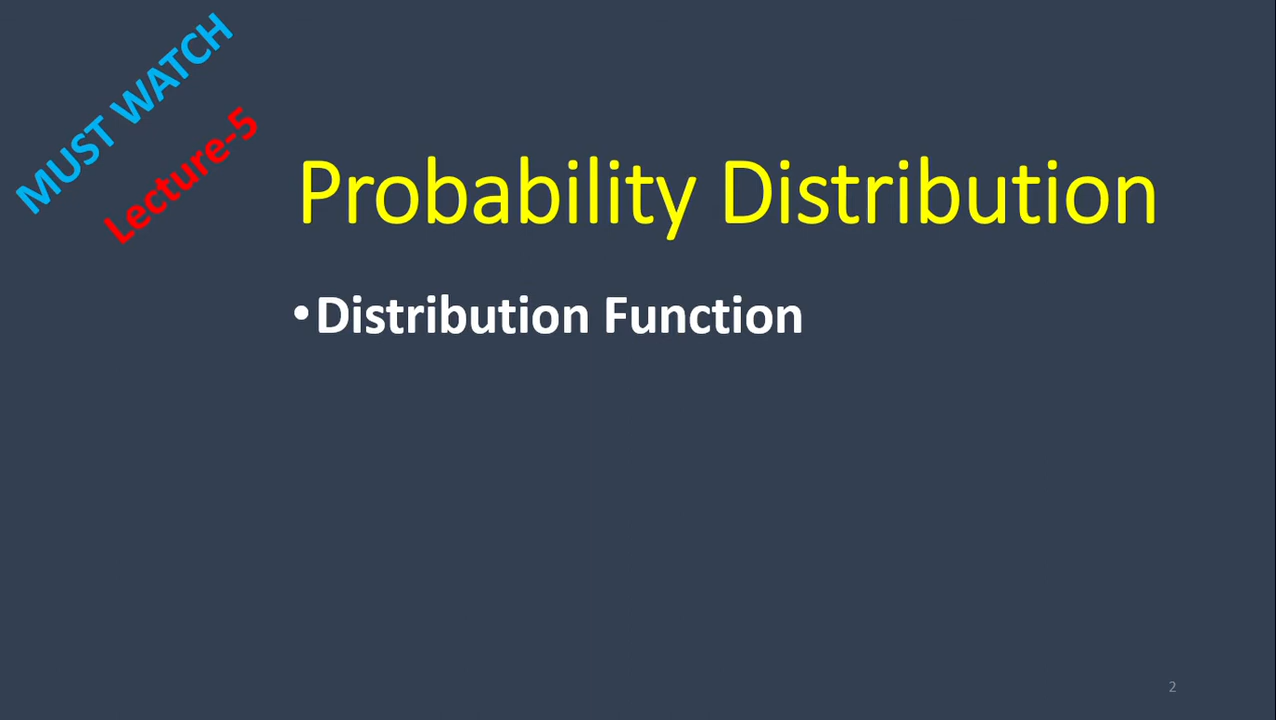 MUST WATCH
Lecture-5
Probability Distribution
•Distribution Function
2